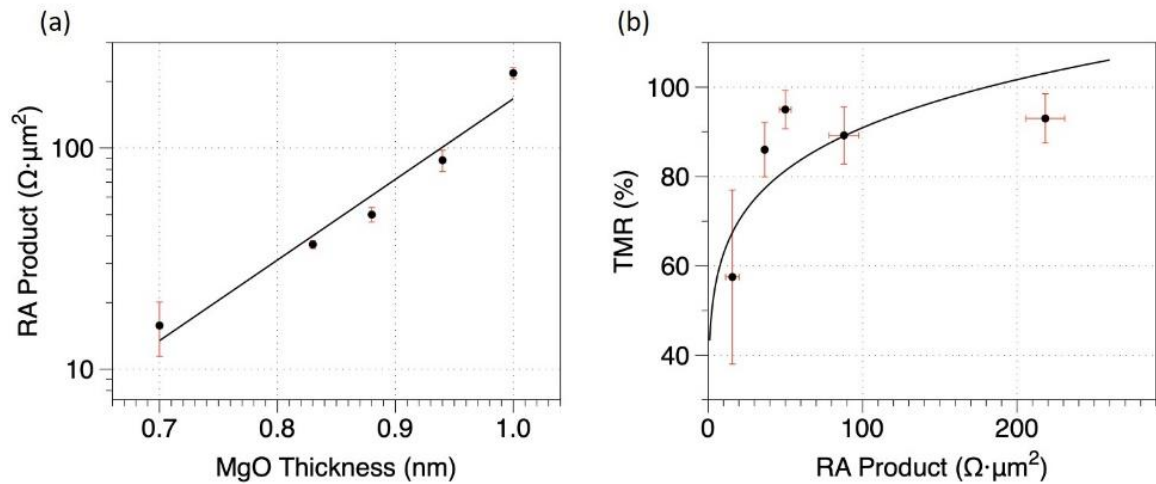 (a)
RA Product (Ω·μm²)
100
10
0.7 0.8 0.9 1.0
MgO Thickness (nm)
(b)
TMR (%)
100
80
60
40
0 100 200
RA Product (Ω·μm²)